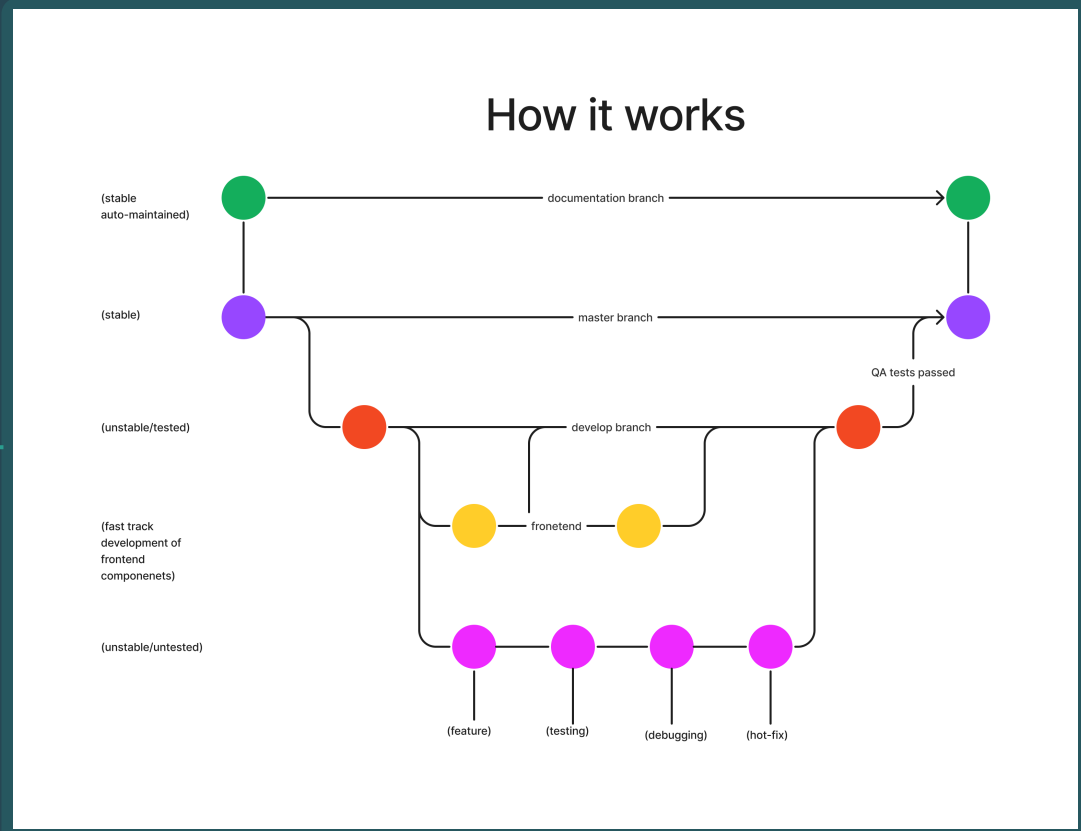 How it works
(stable
auto-maintained)
documentation branch
(stable)
master branch
QA tests passed
(unstable/tested)
develop branch
(fast track
development of
frontend
componenets)
fronetend
(unstable/untested)
(feature)
(testing)
(debugging)
(hot-fix)